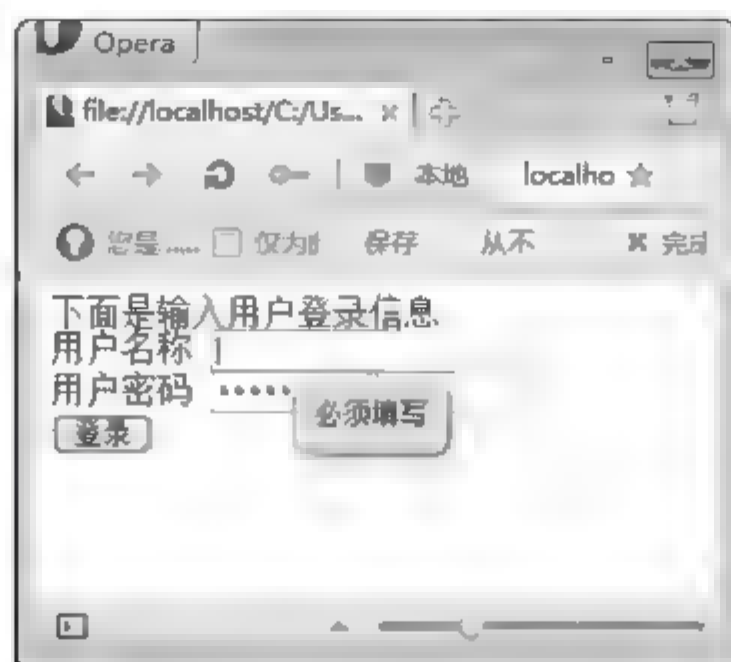 Opera
file://localhost/C:/Us...
本地 localho
您是...... 仅为 保存 从不 完成
下面是输入用户登录信息
用户名称
用户密码 •••••
必须填写
登录